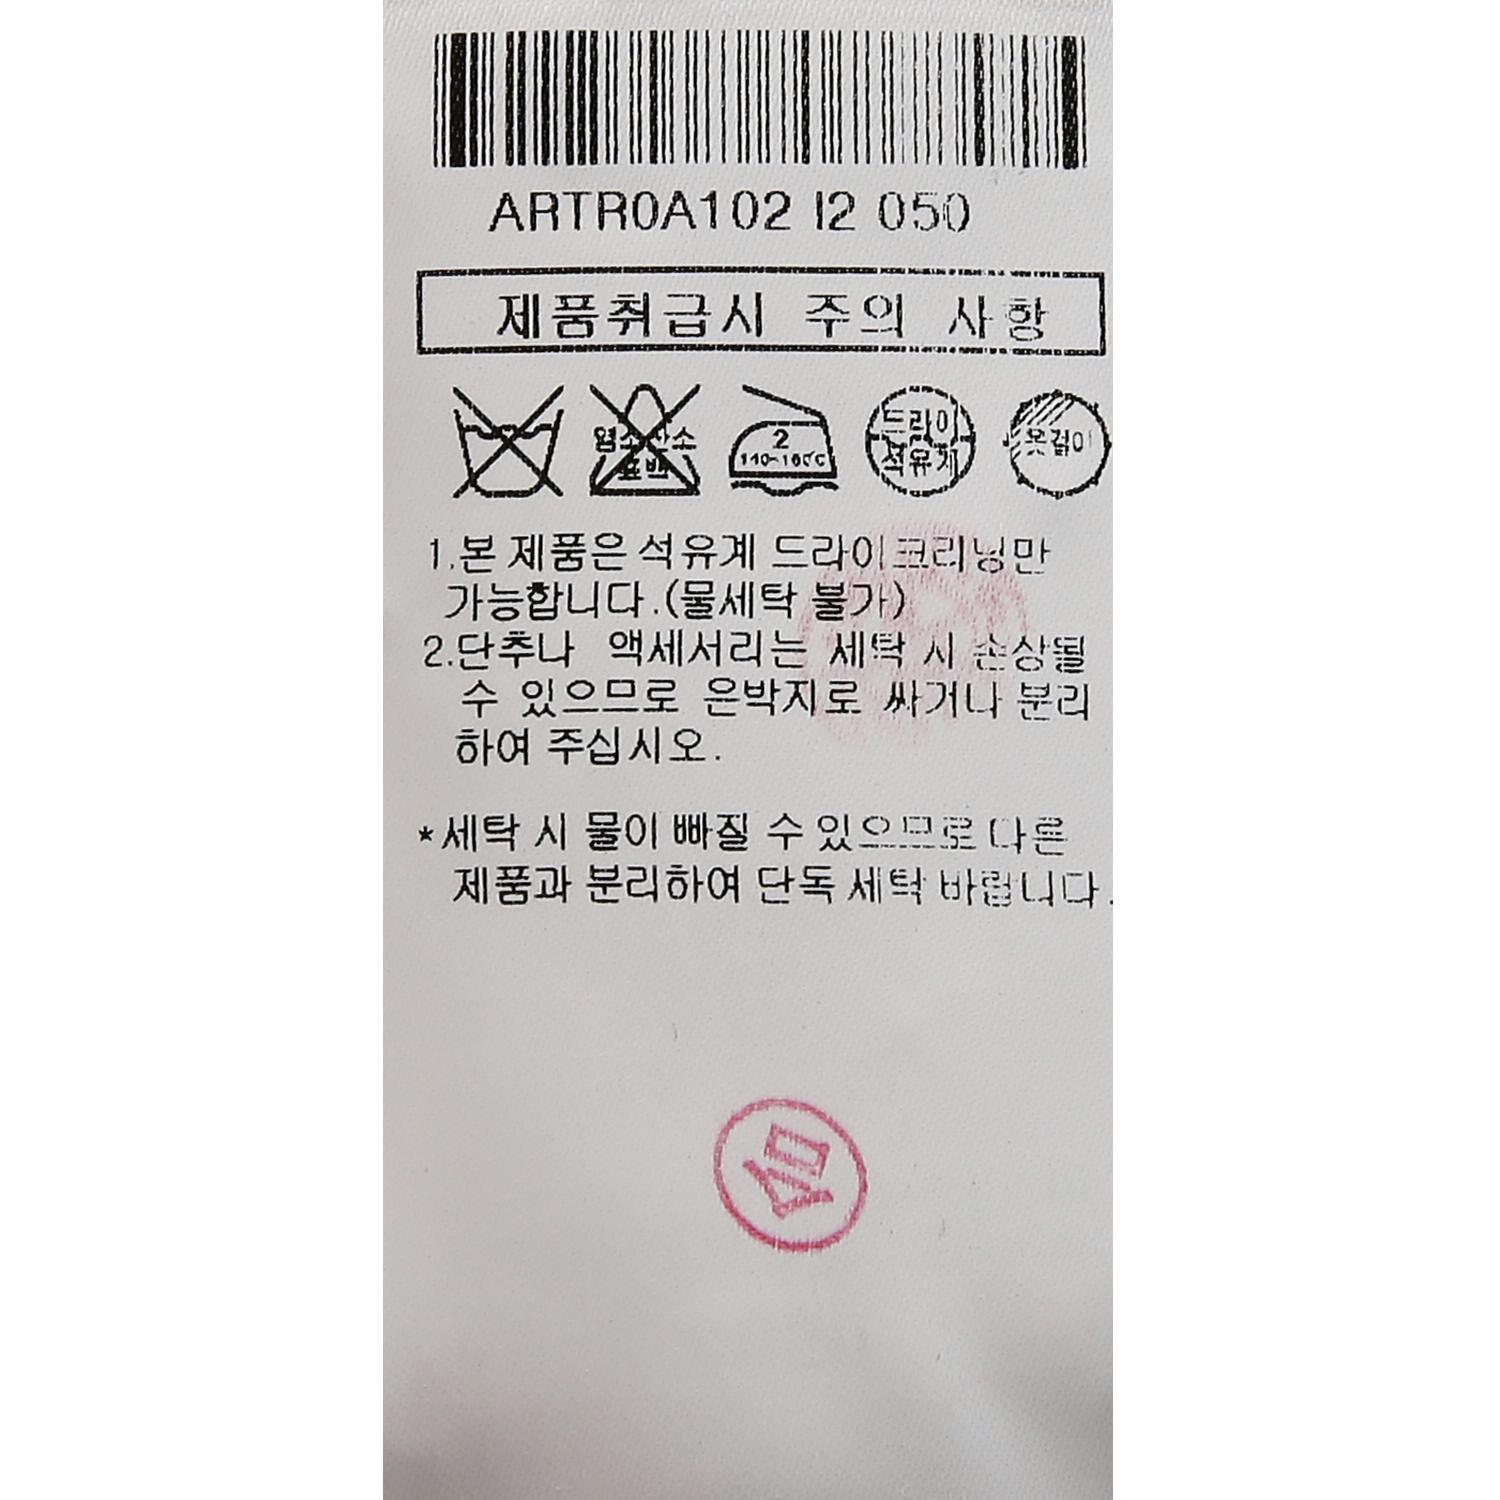 ARTR0A102 I2 050
제품취급시 주의 사항
염소산소
표백
2
140~160℃
드라이
석유계
옷걸이
1.본 제품은 석유계 드라이크리닝만
가능합니다.(물세탁 불가)
2.단추나 액세서리는 세탁 시 손상될
수 있으므로 은박지로 싸거나 분리
하여 주십시오.
*세탁 시 물이 빠질 수 있으므로 다른
제품과 분리하여 단독 세탁 바랍니다.